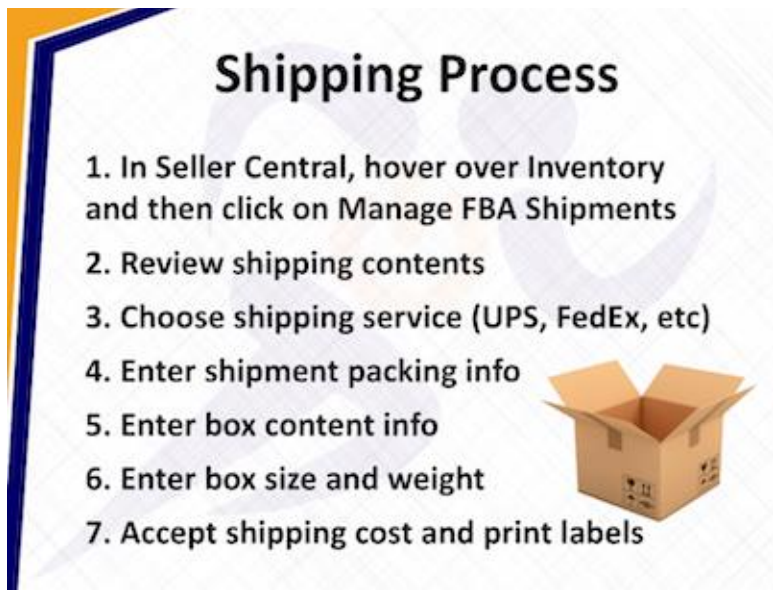 Shipping Process
1. In Seller Central, hover over Inventory
and then click on Manage FBA Shipments
2. Review shipping contents
3. Choose shipping service (UPS, FedEx, etc)
4. Enter shipment packing info
5. Enter box content info
6. Enter box size and weight
7. Accept shipping cost and print labels